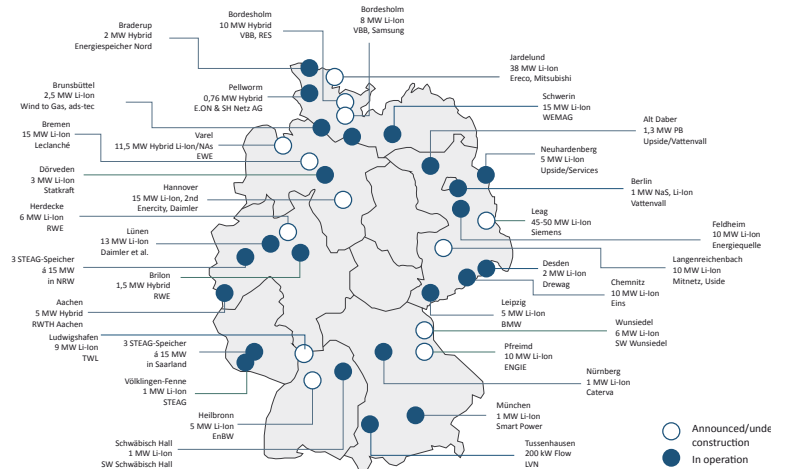 Braderup
2 MW Hybrid
Energiespeicher Nord
Bordesholm
10 MW Hybrid
VBB, RES
Bordesholm
8 MW Li-Ion
VBB, Samsung
Jardelund
38 MW Li-Ion
Ereco, Mitsubishi
Brunsbüttel
2,5 MW Li-Ion
Wind to Gas, ads-tec
Pellworm
0,76 MW Hybrid
E.ON & SH Netz AG
Schwerin
15 MW Li-Ion
WEMAG
Alt Daber
1,3 MW PB
Upside/Vattenvall
Bremen
15 MW Li-Ion
Leclanché
Varel
11,5 MW Hybrid Li-Ion/NAs
EWE
Neuhardenberg
5 MW Li-Ion
Upside/Services
Dörveden
3 MW Li-Ion
Statkraft
Hannover
15 MW Li-Ion, 2nd
Enercity, Daimler
Berlin
1 MW NaS, Li-Ion
Vattenvall
Herdecke
6 MW Li-Ion
RWE
Leag
45-50 MW Li-Ion
Siemens
Feldheim
10 MW Li-Ion
Energiequelle
Lünen
13 MW Li-Ion
Daimler et al.
3 STEAG-Speicher
á 15 MW
in NRW
Brilon
1,5 MW Hybrid
RWE
Desden
2 MW Li-Ion
Drewag
Langenreichenbach
10 MW Li-Ion
Mitnetz, Uside
Chemnitz
10 MW Li-Ion
Eins
Aachen
5 MW Hybrid
RWTH Aachen
Leipzig
5 MW Li-Ion
BMW
Wunsiedel
6 MW Li-Ion
SW Wunsiedel
Ludwigshafen
9 MW Li-Ion
TWL
3 STEAG-Speicher
á 15 MW
in Saarland
Pfreimd
10 MW Li-Ion
ENGIE
Nürnberg
1 MW Li-Ion
Caterva
Völklingen-Fenne
1 MW Li-Ion
STEAG
Heilbronn
5 MW Li-Ion
EnBW
München
1 MW Li-Ion
Smart Power
Schwäbisch Hall
1 MW Li-Ion
SW Schwäbisch Hall
Tussenhausen
200 kW Flow
LVN
Announced/unde
construction
In operation